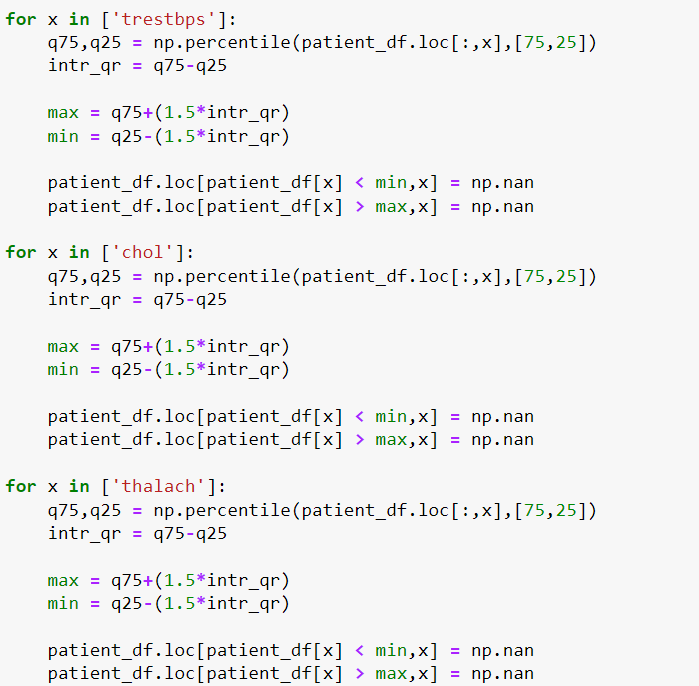 for x in ['trestbps']:
    q75,q25 = np.percentile(patient_df.loc[:,x],[75,25])
    intr_qr = q75-q25

    max = q75+(1.5*intr_qr)
    min = q25-(1.5*intr_qr)

    patient_df.loc[patient_df[x] < min,x] = np.nan
    patient_df.loc[patient_df[x] > max,x] = np.nan

for x in ['chol']:
    q75,q25 = np.percentile(patient_df.loc[:,x],[75,25])
    intr_qr = q75-q25

    max = q75+(1.5*intr_qr)
    min = q25-(1.5*intr_qr)

    patient_df.loc[patient_df[x] < min,x] = np.nan
    patient_df.loc[patient_df[x] > max,x] = np.nan

for x in ['thalach']:
    q75,q25 = np.percentile(patient_df.loc[:,x],[75,25])
    intr_qr = q75-q25

    max = q75+(1.5*intr_qr)
    min = q25-(1.5*intr_qr)

    patient_df.loc[patient_df[x] < min,x] = np.nan
    patient_df.loc[patient_df[x] > max,x] = np.nan